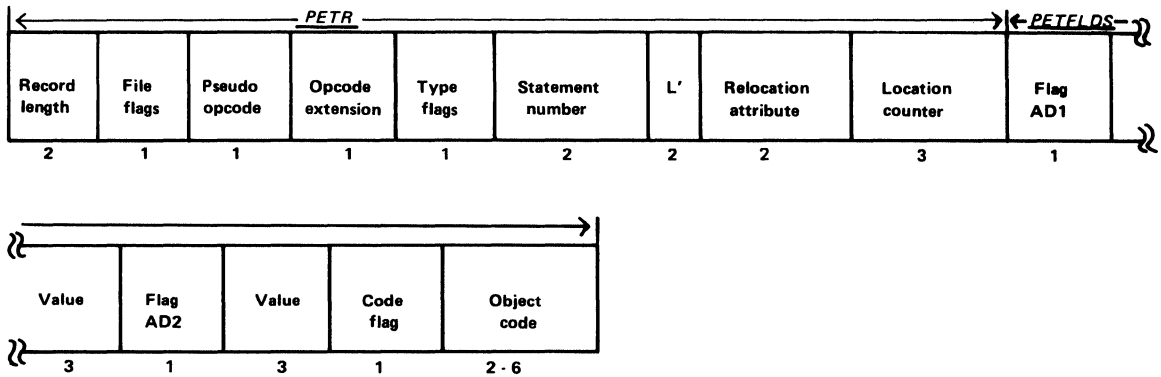 PETR PETFLDS
Record length
File flags
Pseudo opcode
Opcode extension
Type flags
Statement number
L'
Relocation attribute
Location counter
Flag AD1
2 1 1 1 1 2 2 2 3 1
Value
Flag AD2
Value
Code flag
Object code
3 1 3 1 2 - 6